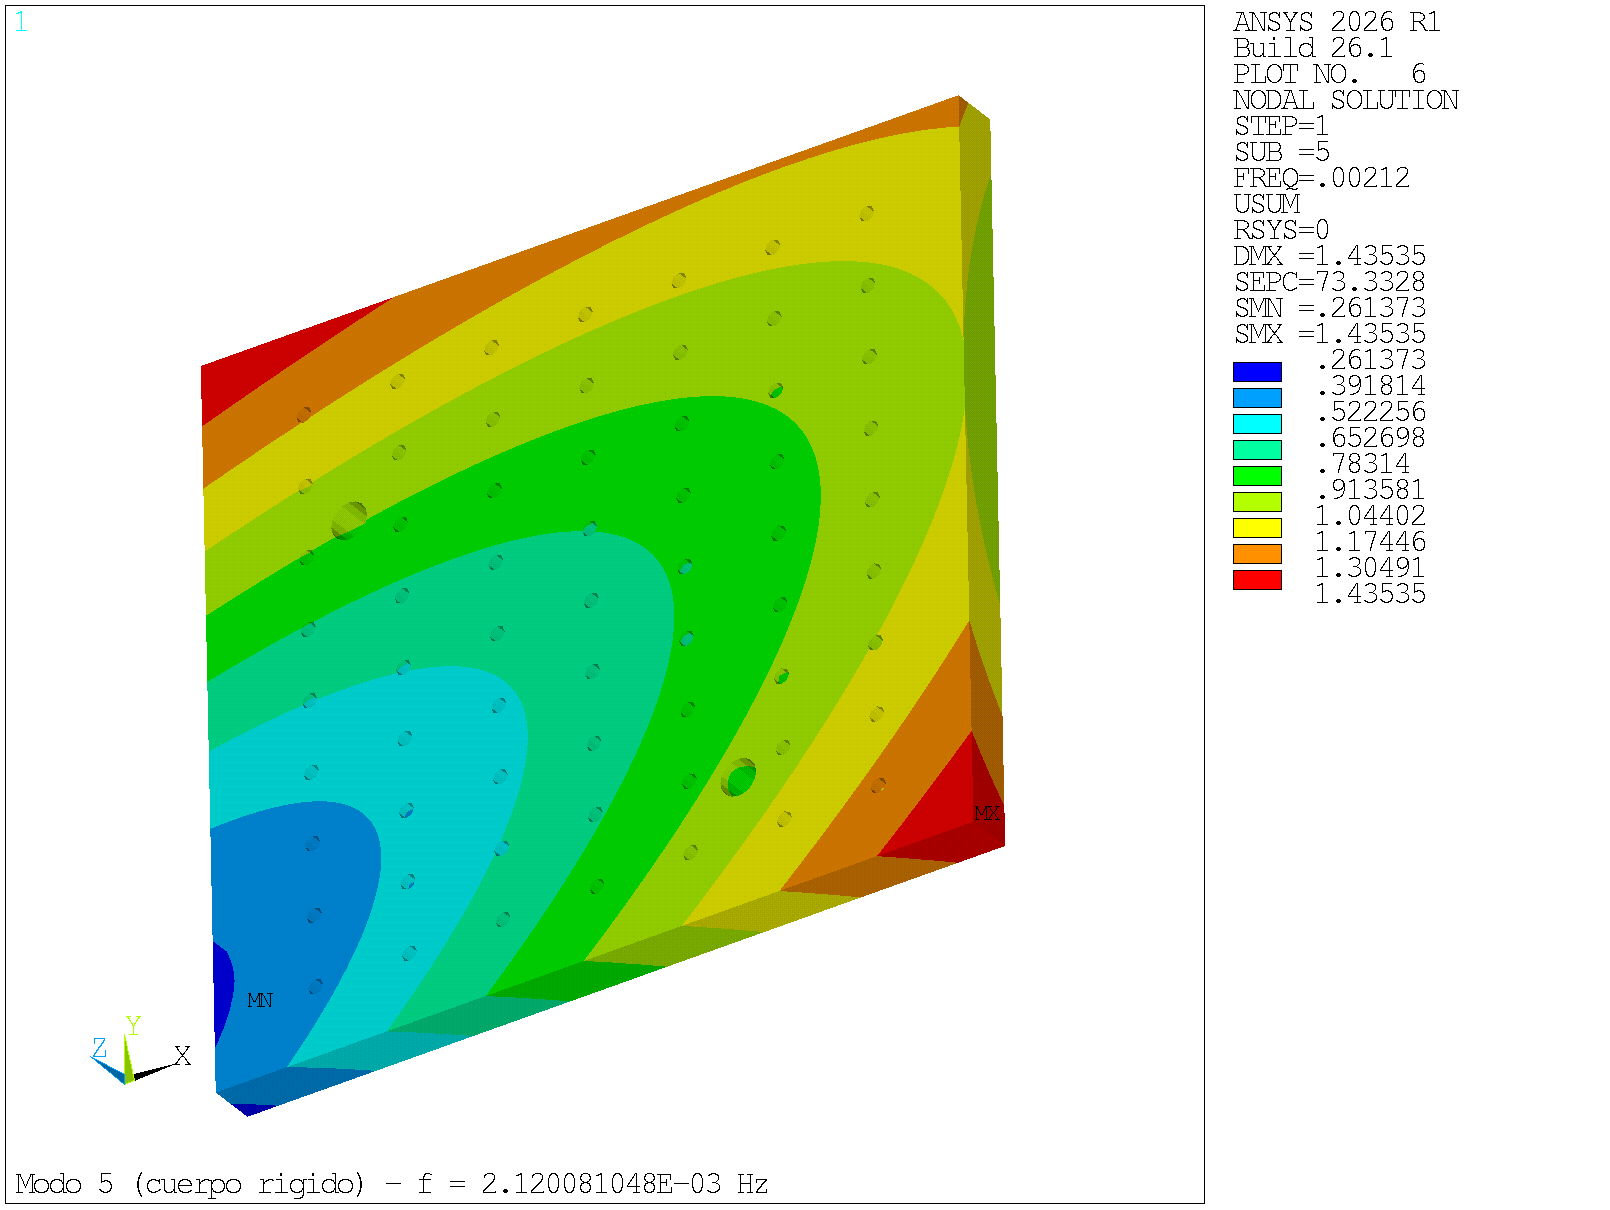 1
ANSYS 2026 R1
Build 26.1
PLOT NO. 6
NODAL SOLUTION
STEP=1
SUB =5
FREQ=.00212
USUM
RSYS=0
DMX =1.43535
SEPC=73.3328
SMN =.261373
SMX =1.43535
.261373
.391814
.522256
.652698
.78314
.913581
1.04402
1.17446
1.30491
1.43535
MX
MN
Y
Z
X
Modo 5 (cuerpo rigido) - f = 2.120081048E-03 Hz